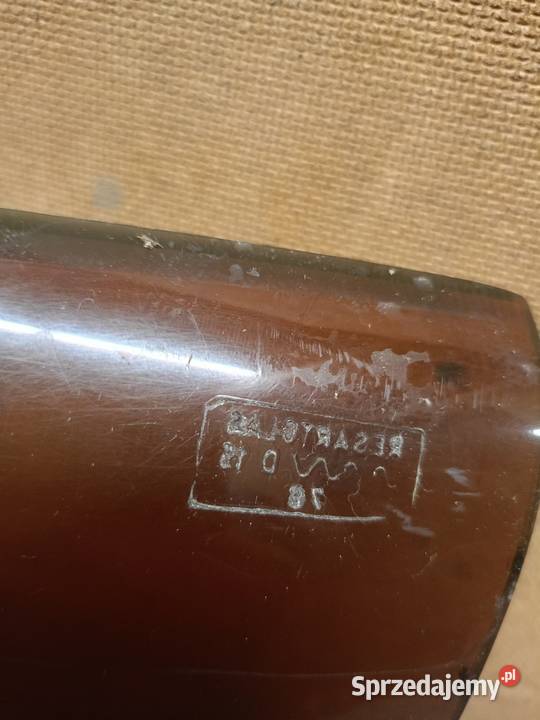 RESARTGLAS
D 15
78
Sprzedajemy.pl